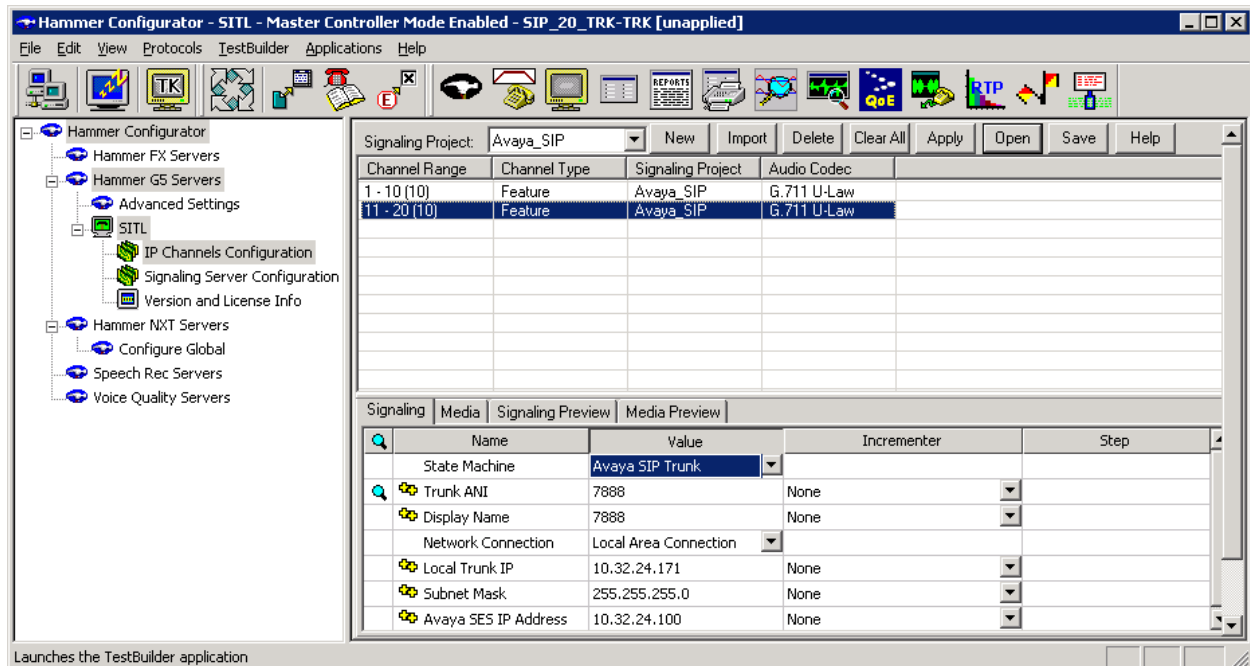 Hammer Configurator - SITL - Master Controller Mode Enabled - SIP_20_TRK-TRK [unapplied]
File Edit View Protocols TestBuilder Applications Help
TK E REPORTS QoE RTP
Hammer Configurator
Hammer FX Servers
Hammer G5 Servers
Advanced Settings
SITL
IP Channels Configuration
Signaling Server Configuration
Version and License Info
Hammer NXT Servers
Configure Global
Speech Rec Servers
Voice Quality Servers
Signaling Project: Avaya_SIP New Import Delete Clear All Apply Open Save Help
Channel Range Channel Type Signaling Project Audio Codec
1 - 10 (10) Feature Avaya_SIP G.711 U-Law
11 - 20 (10) Feature Avaya_SIP G.711 U-Law
Signaling Media Signaling Preview Media Preview
Name Value Incrementer Step
State Machine Avaya SIP Trunk
Trunk ANI 7888 None
Display Name 7888 None
Network Connection Local Area Connection
Local Trunk IP 10.32.24.171 None
Subnet Mask 255.255.255.0 None
Avaya SES IP Address 10.32.24.100 None
Launches the TestBuilder application